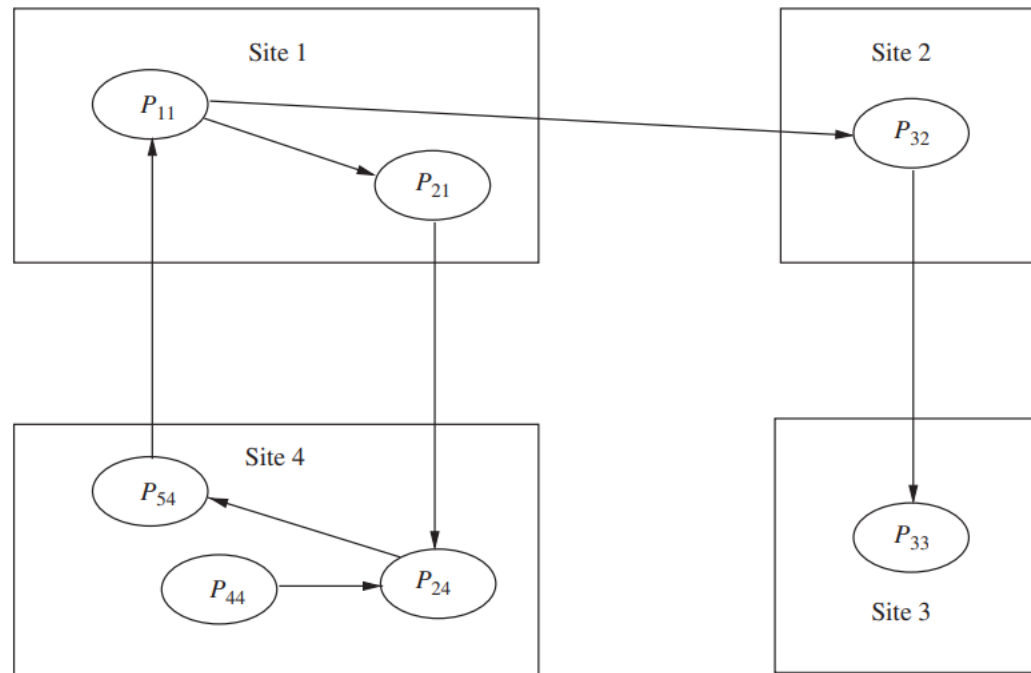 Site 1
Site 2
P₁₁
P₃₂
P₂₁
Site 4
P₅₄
P₃₃
P₄₄
P₂₄
Site 3